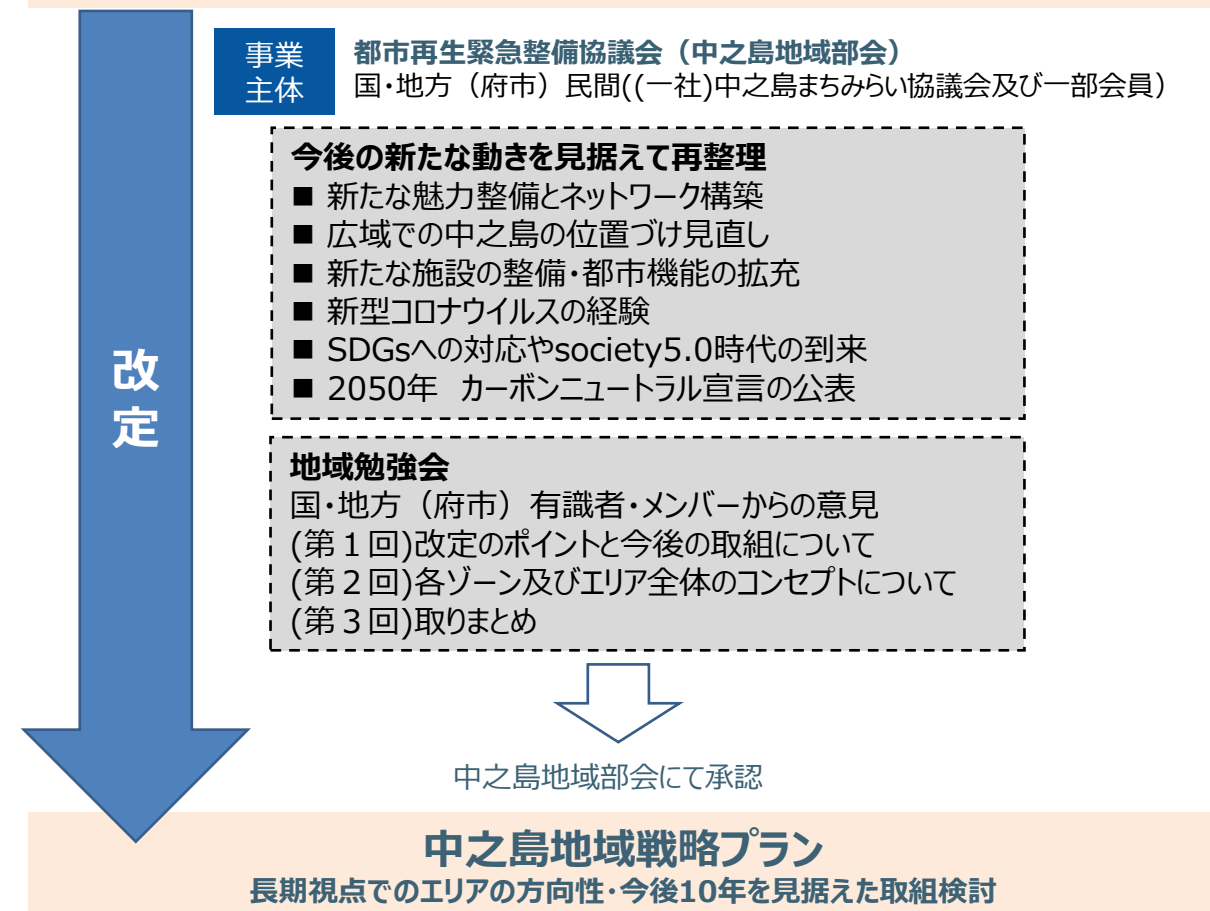 事業
主体
都市再生緊急整備協議会（中之島地域部会）
国・地方（府市）民間((一社)中之島まちみらい協議会及び一部会員）
今後の新たな動きを見据えて再整理
■ 新たな魅力整備とネットワーク構築
■ 広域での中之島の位置づけ見直し
■ 新たな施設の整備・都市機能の拡充
■ 新型コロナウイルスの経験
■ SDGsへの対応やsociety5.0時代の到来
■ 2050年 カーボンニュートラル宣言の公表
改
定
地域勉強会
国・地方（府市）有識者・メンバーからの意見
(第１回)改定のポイントと今後の取組について
(第２回)各ゾーン及びエリア全体のコンセプトについて
(第３回)取りまとめ
中之島地域部会にて承認
中之島地域戦略プラン
長期視点でのエリアの方向性・今後10年を見据えた取組検討